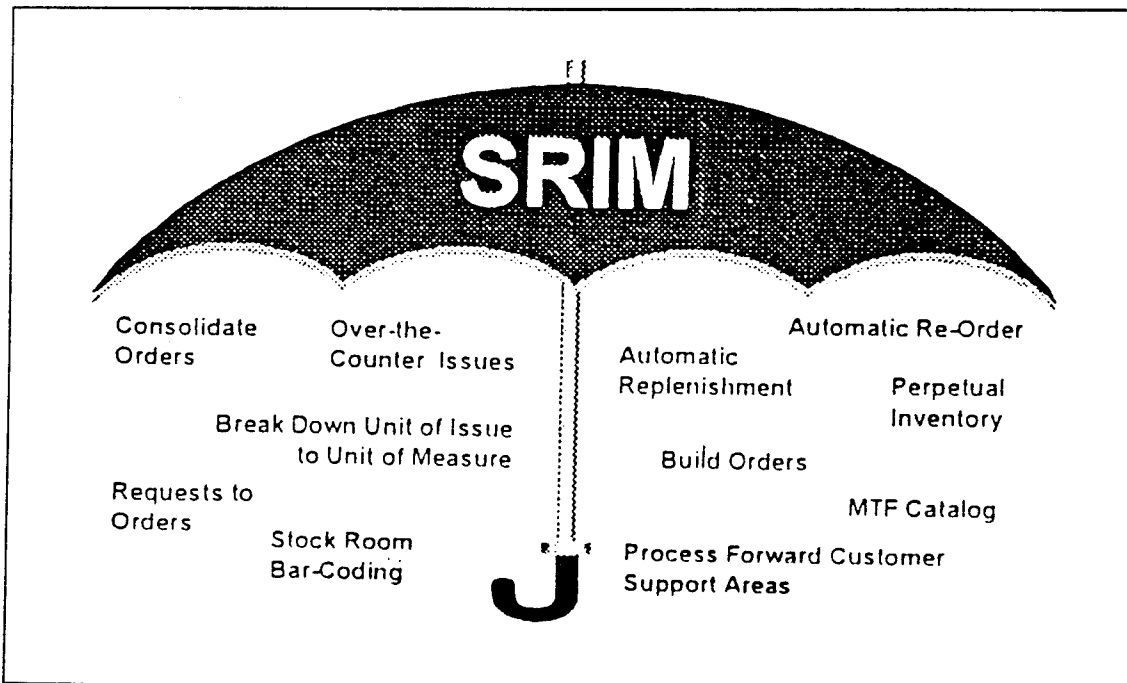 SRIM
Consolidate
Orders
Over-the-
Counter Issues
Break Down Unit of Issue
to Unit of Measure
Requests to
Orders
Stock Room
Bar-Coding
Automatic Re-Order
Automatic
Replenishment
Perpetual
Inventory
Build Orders
MTF Catalog
Process Forward Customer
Support Areas